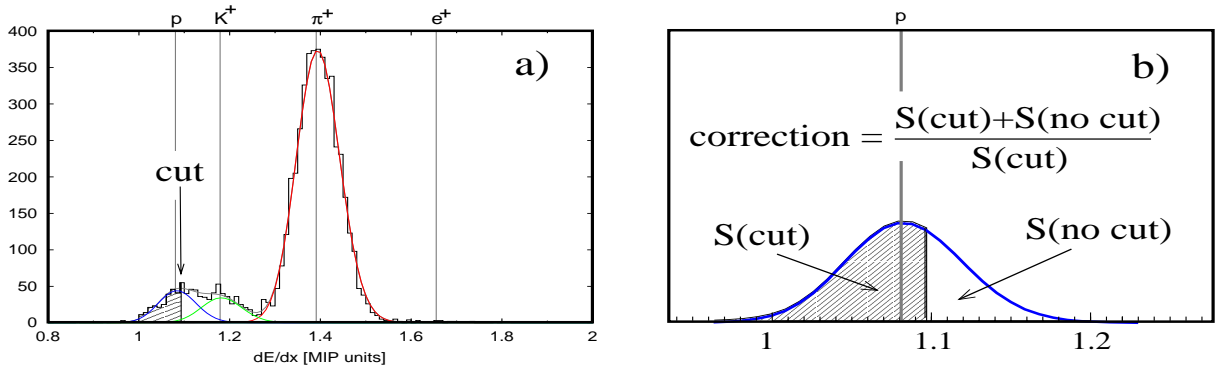 p K⁺ π⁺ e⁺
a)
cut
400
350
300
250
200
150
100
50
0
0.8 1 1.2 1.4 1.6 1.8 2
dE/dx [MIP units]
p
b)
correction = S(cut)+S(no cut)
S(cut)
S(cut)
S(no cut)
1 1.1 1.2